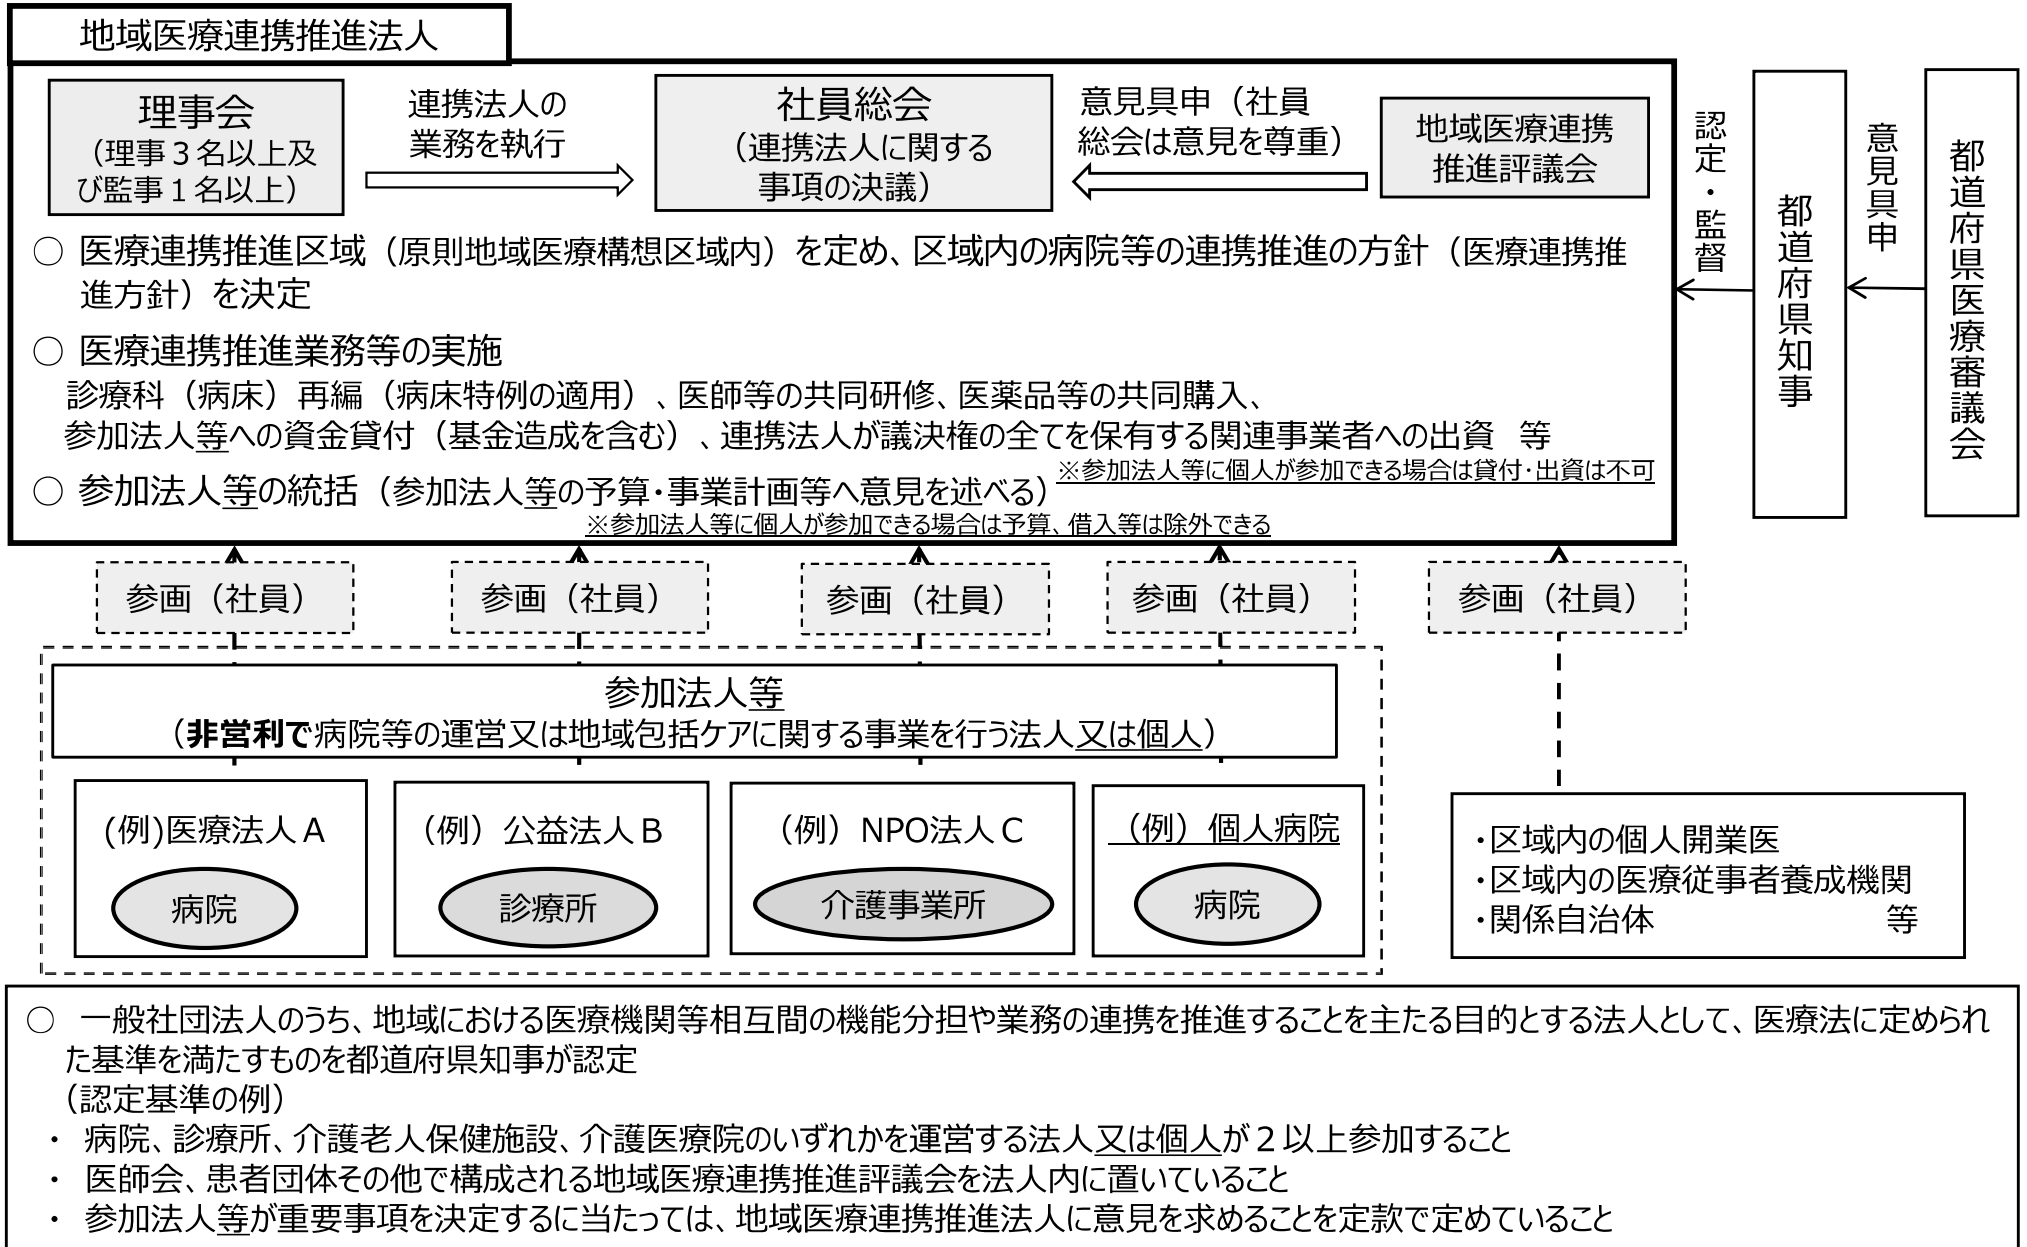 地域医療連携推進法人
理事会
（理事３名以上及
び監事１名以上）
連携法人の
業務を執行
社員総会
（連携法人に関する
事項の決議）
意見具申（社員
総会は意見を尊重）
地域医療連携
推進評議会
認定・監督
都道府県知事
意見具申
都道府県医療審議会
○ 医療連携推進区域（原則地域医療構想区域内）を定め、区域内の病院等の連携推進の方針（医療連携推
進方針）を決定
○ 医療連携推進業務等の実施
診療科（病床）再編（病床特例の適用）、医師等の共同研修、医薬品等の共同購入、
参加法人等への資金貸付（基金造成を含む）、連携法人が議決権の全てを保有する関連事業者への出資 等
※参加法人等に個人が参加できる場合は貸付・出資は不可
○ 参加法人等の統括（参加法人等の予算・事業計画等へ意見を述べる）
※参加法人等に個人が参加できる場合は予算、借入等は除外できる
参画（社員）
参画（社員）
参画（社員）
参画（社員）
参画（社員）
参加法人等
（非営利で病院等の運営又は地域包括ケアに関する事業を行う法人又は個人）
(例)医療法人Ａ
病院
（例）公益法人Ｂ
診療所
（例）NPO法人Ｃ
介護事業所
（例）個人病院
病院
・区域内の個人開業医
・区域内の医療従事者養成機関
・関係自治体 等
○ 一般社団法人のうち、地域における医療機関等相互間の機能分担や業務の連携を推進することを主たる目的とする法人として、医療法に定められ
た基準を満たすものを都道府県知事が認定
（認定基準の例）
・ 病院、診療所、介護老人保健施設、介護医療院のいずれかを運営する法人又は個人が２以上参加すること
・ 医師会、患者団体その他で構成される地域医療連携推進評議会を法人内に置いていること
・ 参加法人等が重要事項を決定するに当たっては、地域医療連携推進法人に意見を求めることを定款で定めていること